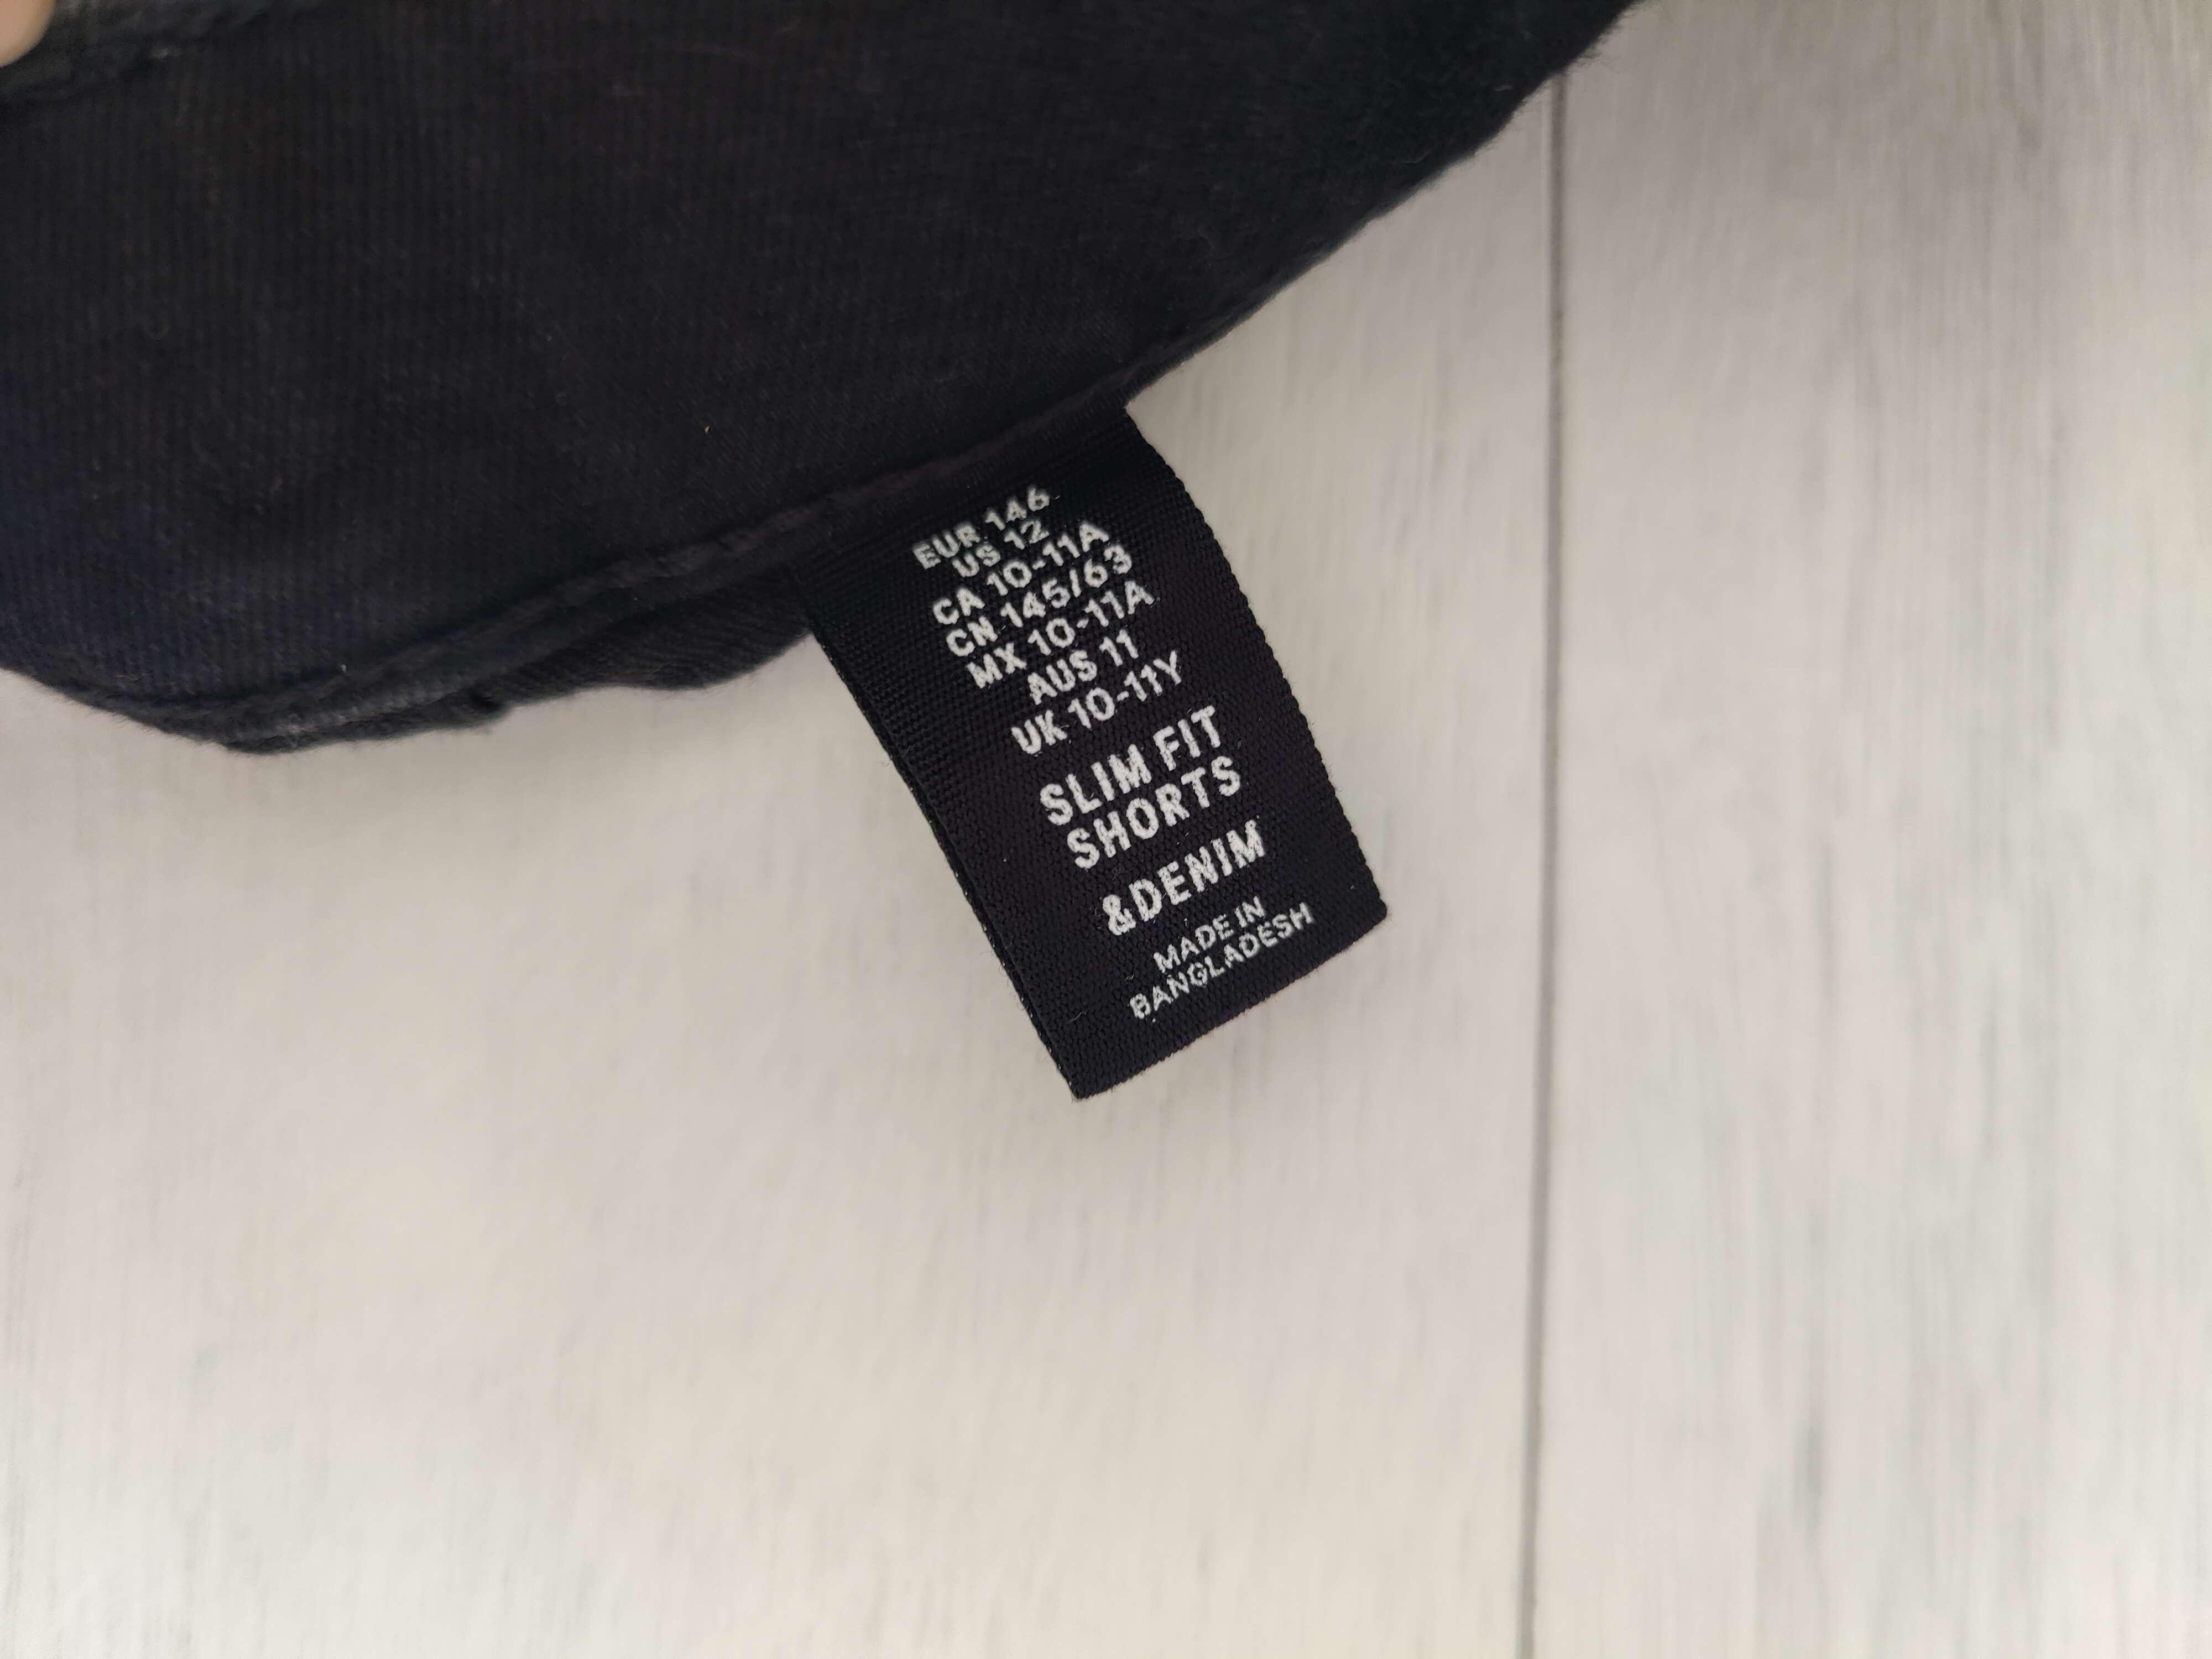 EUR 146
US 12
CA 10-11A
CN 145/63
MX 10-11A
AUS 11
UK 10-11Y
SLIM FIT
SHORTS
&DENIM
MADE IN
BANGLADESH